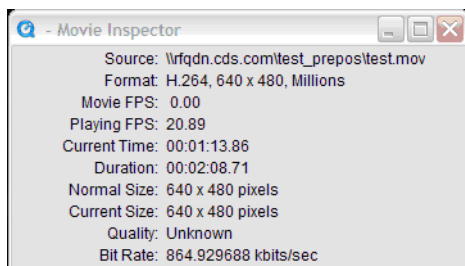 - Movie Inspector
Source: \\rfqdn.cds.com\test_prepos\test.mov
Format: H.264, 640 x 480, Millions
Movie FPS: 0.00
Playing FPS: 20.89
Current Time: 00:01:13.86
Duration: 00:02:08.71
Normal Size: 640 x 480 pixels
Current Size: 640 x 480 pixels
Quality: Unknown
Bit Rate: 864.929688 kbits/sec